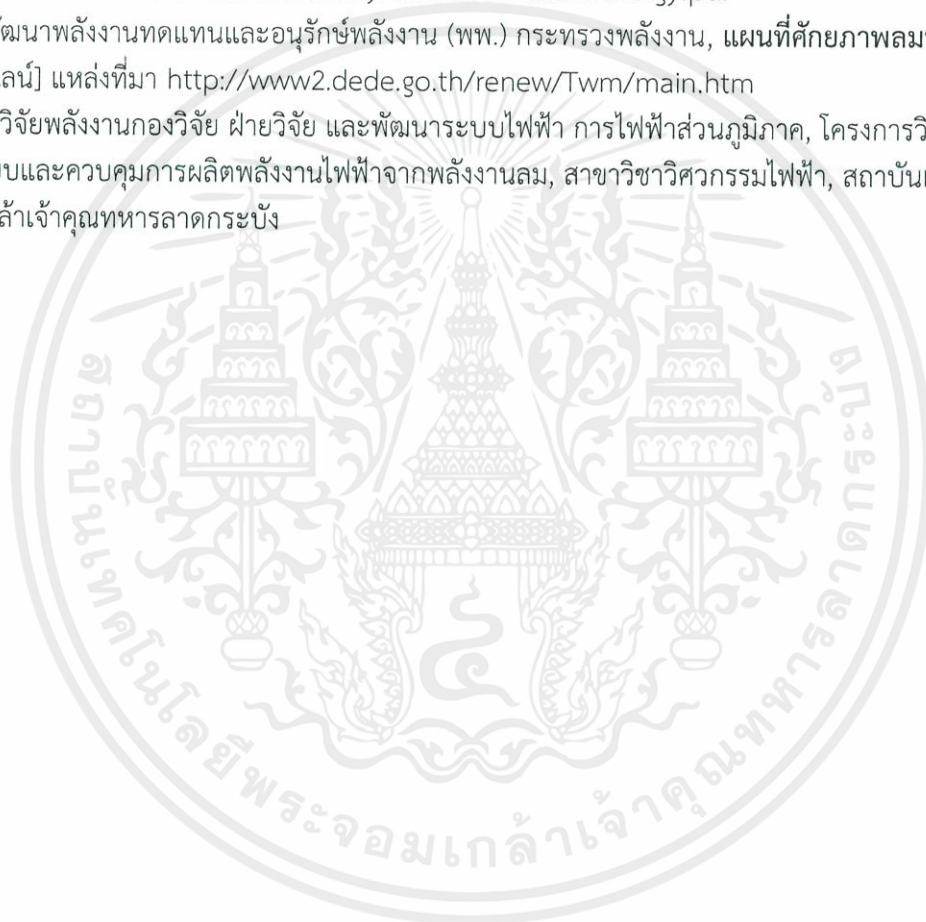 ัฒนาพลังงานทดแทนและอนุรักษ์พลังงาน (พพ.) กระทรวงพลังงาน, แผนที่ศักยภาพลม
ไลน์] แหล่งที่มา http://www2.dede.go.th/renew/Twm/main.htm
วิจัยพลังงานกองวิจัย ฝ่ายวิจัย และพัฒนาระบบไฟฟ้า การไฟฟ้าส่วนภูมิภาค, โครงการวิ
บบและควบคุมการผลิตพลังงานไฟฟ้าจากพลังงานลม, สาขาวิชาวิศวกรรมไฟฟ้า, สถาบันเ
ล้าเจ้าคุณทหารลาดกระบัง
สถาบันเทคโนโลยีพระจอมเกล้าเจ้าคุณทหารลาดกระบัง